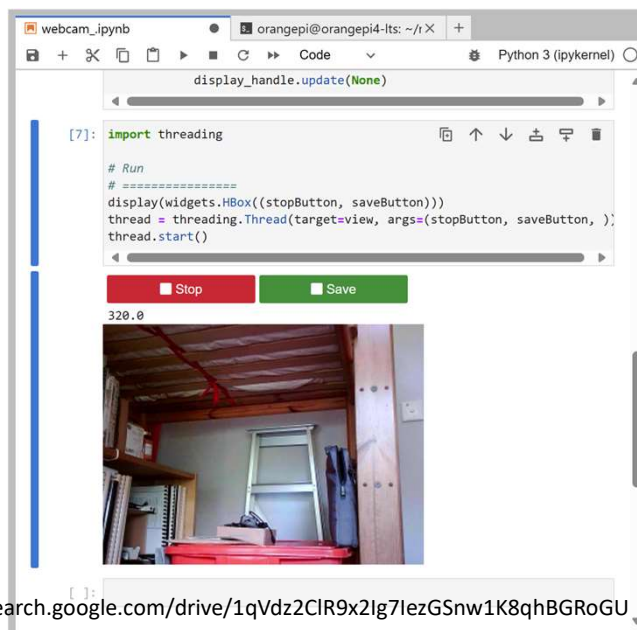 webcam_.ipynb
orangepi@orangepi4-lts: ~/r
Code
Python 3 (ipykernel)
display_handle.update(None)
[7]: import threading
# Run
# ================
display(widgets.HBox((stopButton, saveButton)))
thread = threading.Thread(target=view, args=(stopButton, saveButton, ))
thread.start()
Stop Save
320.0
[ ]:
earch.google.com/drive/1qVdz2ClR9x2Ig7IezGSnw1K8qhBGRoGU